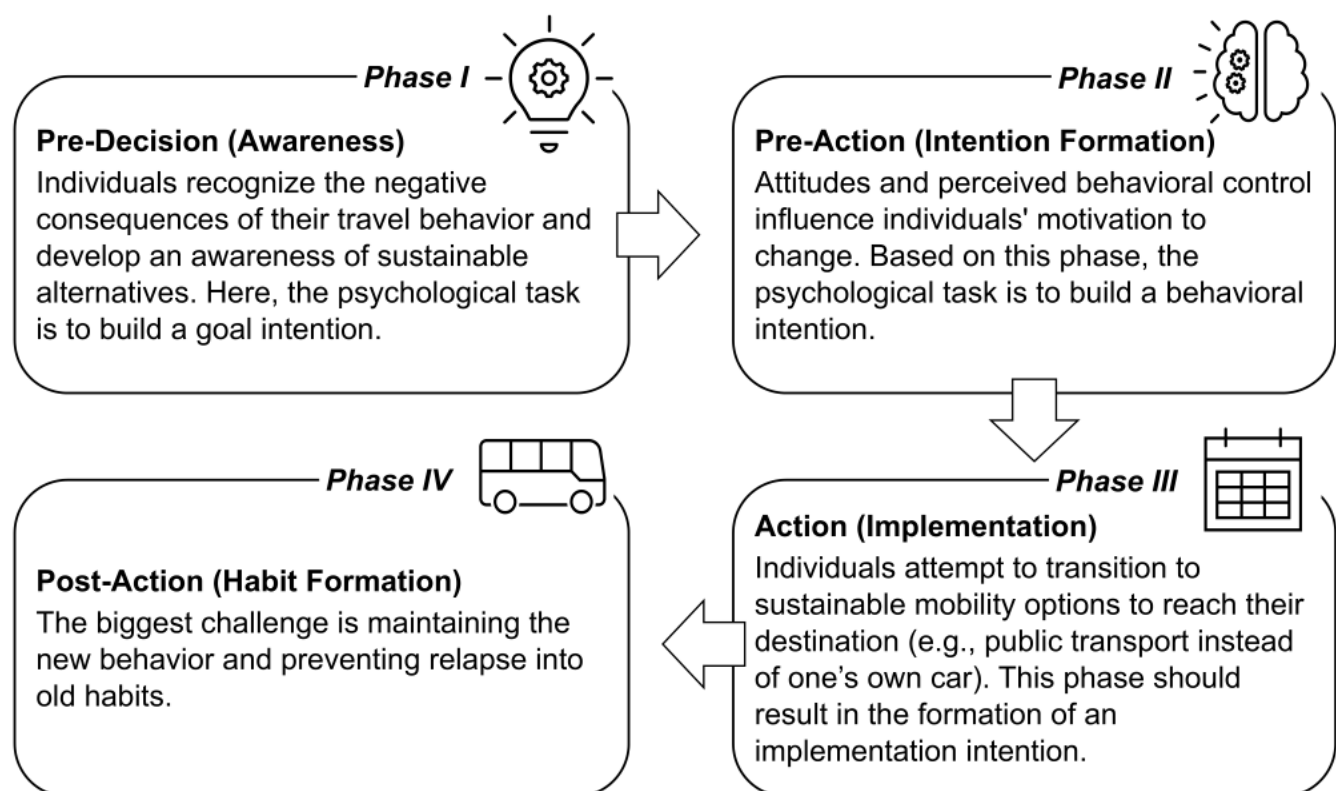 Phase I
Pre-Decision (Awareness)
Individuals recognize the negative
consequences of their travel behavior and
develop an awareness of sustainable
alternatives. Here, the psychological task
is to build a goal intention.
Phase II
Pre-Action (Intention Formation)
Attitudes and perceived behavioral control
influence individuals' motivation to
change. Based on this phase, the
psychological task is to build a behavioral
intention.
Phase III
Action (Implementation)
Individuals attempt to transition to
sustainable mobility options to reach their
destination (e.g., public transport instead
of one’s own car). This phase should
result in the formation of an
implementation intention.
Phase IV
Post-Action (Habit Formation)
The biggest challenge is maintaining the
new behavior and preventing relapse into
old habits.